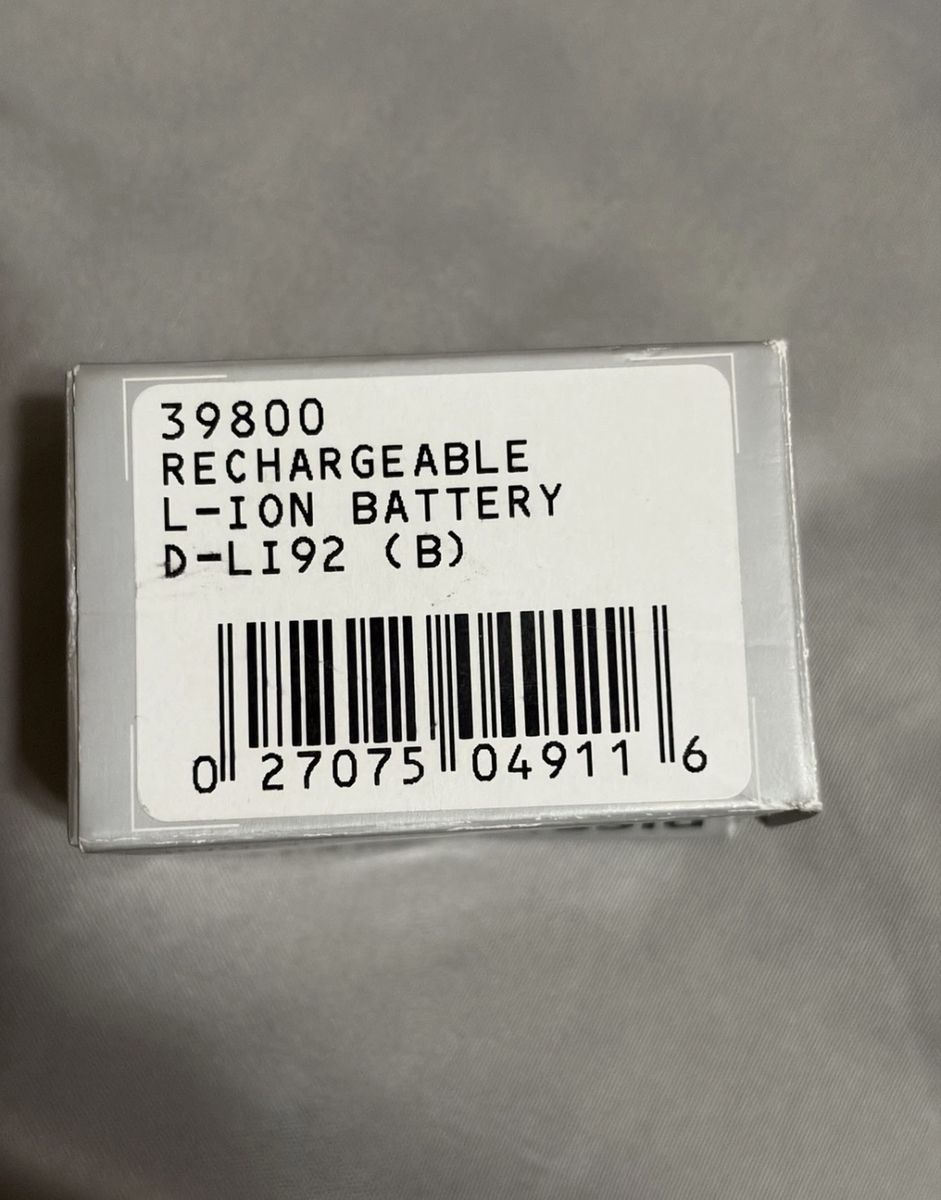 39800
RECHARGEABLE
L-ION BATTERY
D-LI92 (B)
0 27075 04911 6